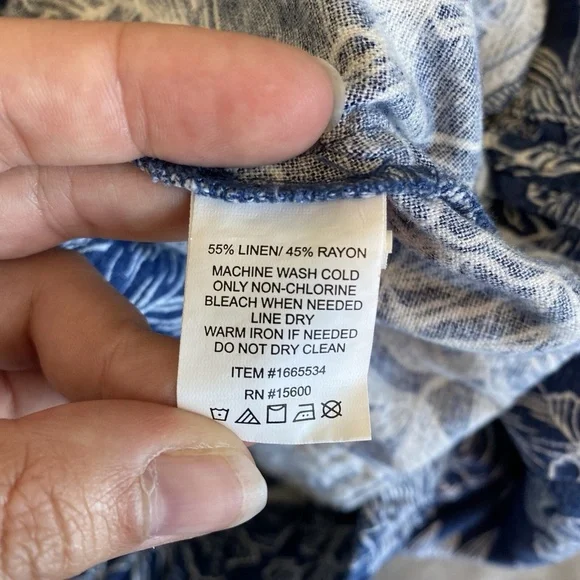 55% LINEN/ 45% RAYON
MACHINE WASH COLD
ONLY NON-CHLORINE
BLEACH WHEN NEEDED
LINE DRY
WARM IRON IF NEEDED
DO NOT DRY CLEAN
ITEM #1665534
RN #15600